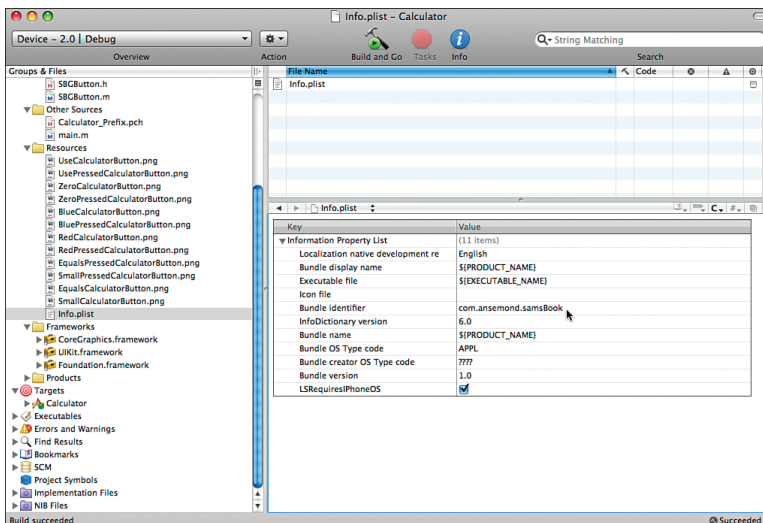 Info.plist – Calculator
Device – 2.0 | Debug
String Matching
Overview
Action
Build and Go
Tasks
Info
Search
Groups & Files
File Name
Code
SBGButton.h
Info.plist
SBGButton.m
Other Sources
Calculator_Prefix.pch
main.m
Resources
UseCalculatorButton.png
UsePressedCalculatorButton.png
ZeroCalculatorButton.png
ZeroPressedCalculatorButton.png
BlueCalculatorButton.png
BluePressedCalculatorButton.png
RedCalculatorButton.png
RedPressedCalculatorButton.png
EqualsPressedCalculatorButton.png
SmallPressedCalculatorButton.png
EqualsCalculatorButton.png
SmallCalculatorButton.png
Info.plist
Frameworks
CoreGraphics.framework
UIKit.framework
Foundation.framework
Products
Targets
Calculator
Executables
Errors and Warnings
Find Results
Bookmarks
SCM
Project Symbols
Implementation Files
NIB Files
Info.plist
C
#
Key Value
Information Property List (11 items)
Localization native development re English
Bundle display name ${PRODUCT_NAME}
Executable file ${EXECUTABLE_NAME}
Icon file
Bundle identifier com.ansemond.samsBook
InfoDictionary version 6.0
Bundle name ${PRODUCT_NAME}
Bundle OS Type code APPL
Bundle creator OS Type code ????
Bundle version 1.0
LSRequiresIPhoneOS
Build succeeded
Succeeded